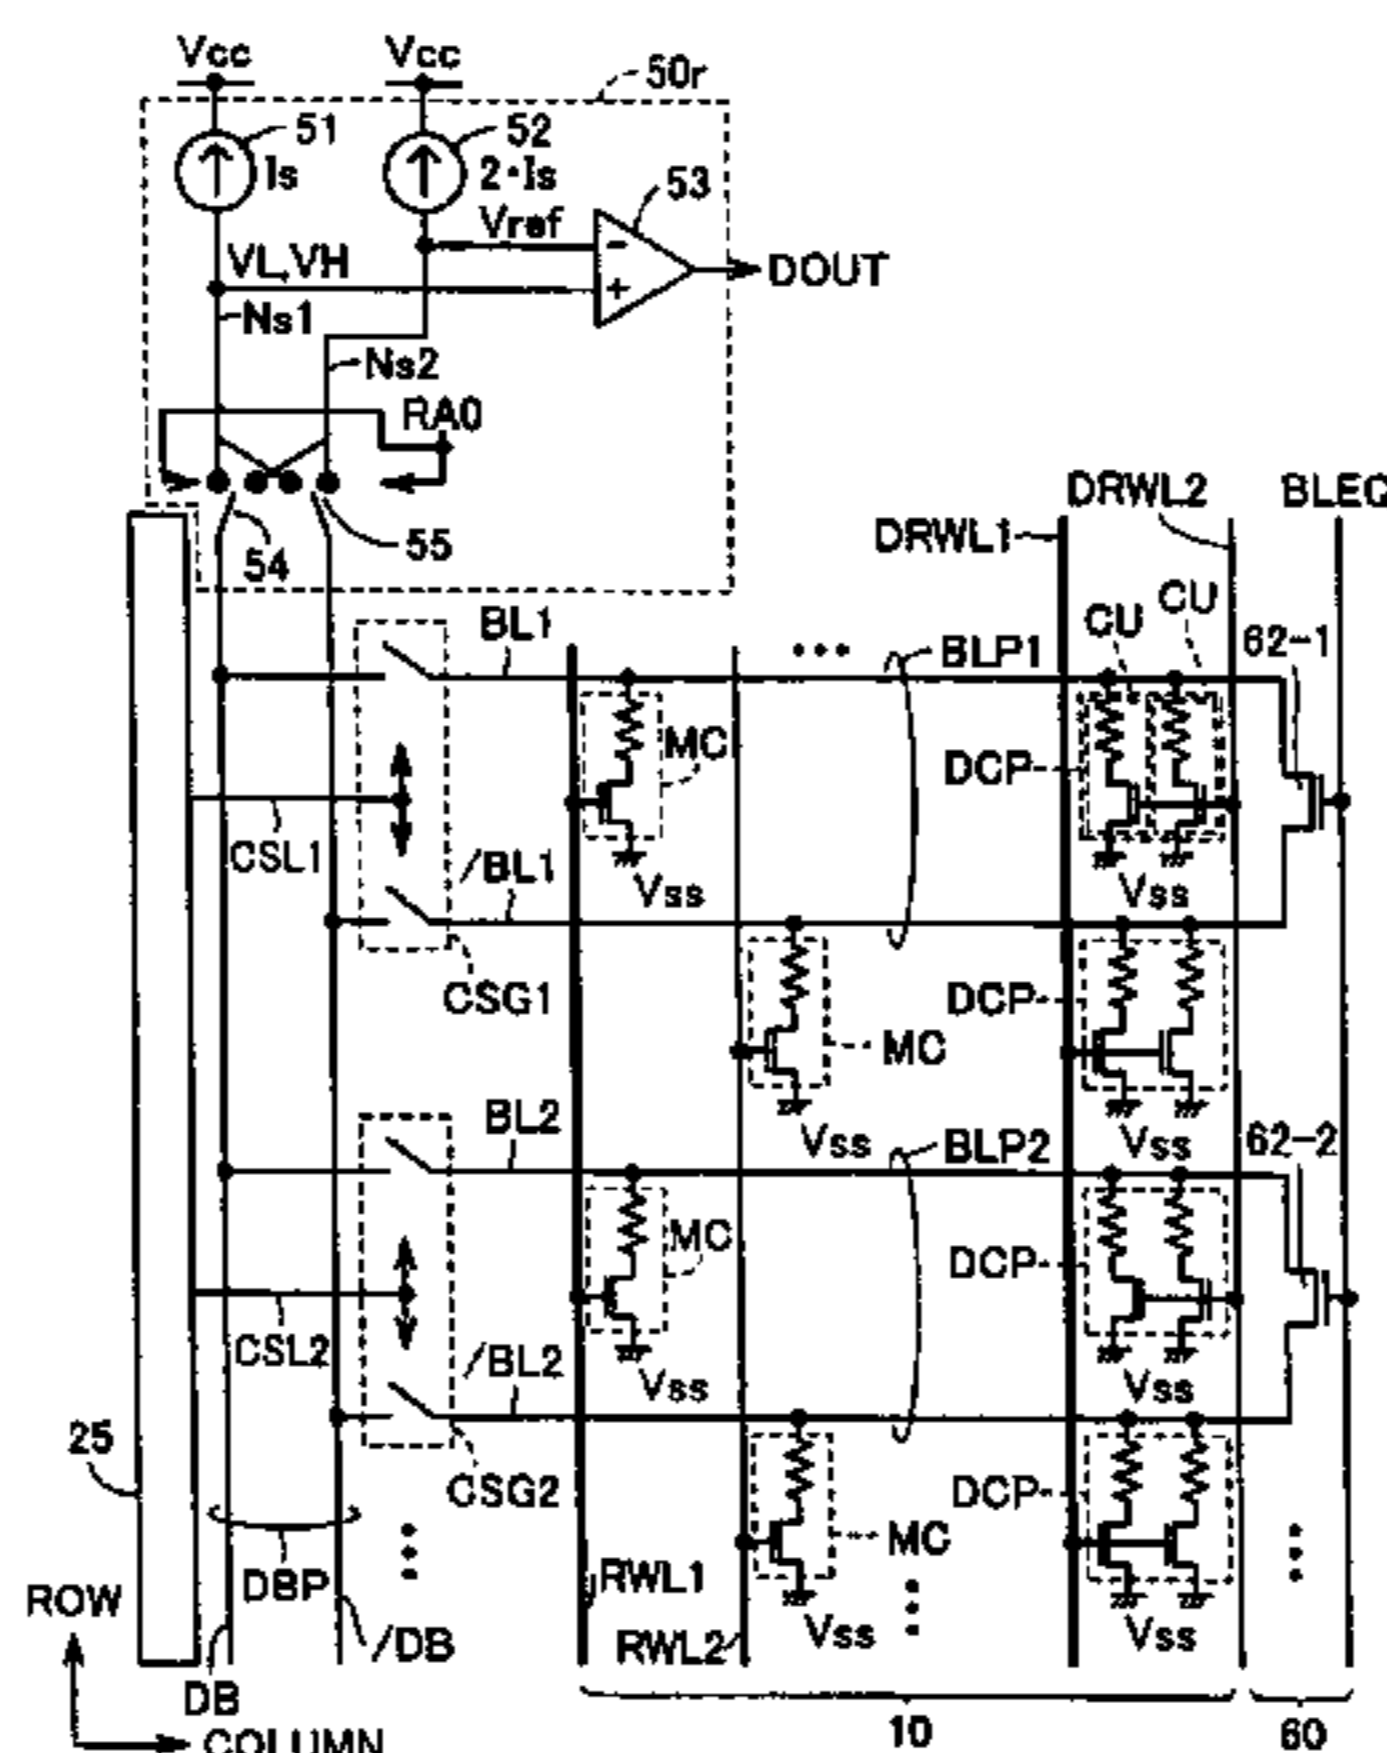 Vcc Vcc
50r
51 52
Is 2·Is 53
Vref
VL,VH
- DOUT
+
Ns1
Ns2
RA0
DRWL2 BLEQ
DRWL1
54 55
CU CU
BL1 62-1
BLP1
MC DCP
CSL1
/BL1 Vss Vss
CSG1 DCP
MC
BL2 Vss Vss
BLP2 62-2
MC
DCP
CSL2
/BL2 Vss Vss
25
CSG2 DCP
MC
DBP RWL1
ROW
/DB RWL2 Vss Vss
DB
10 60
COLUMN